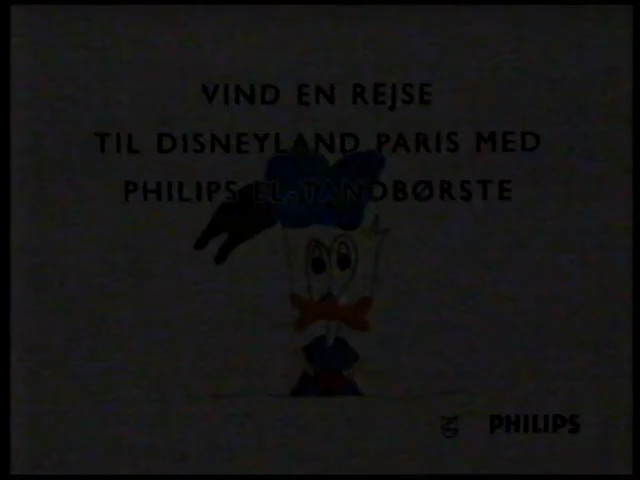 VIND EN REJSE
TIL DISNEYLAND PARIS MED
PHILIPS EL-TANDBØRSTE
PHILIPS